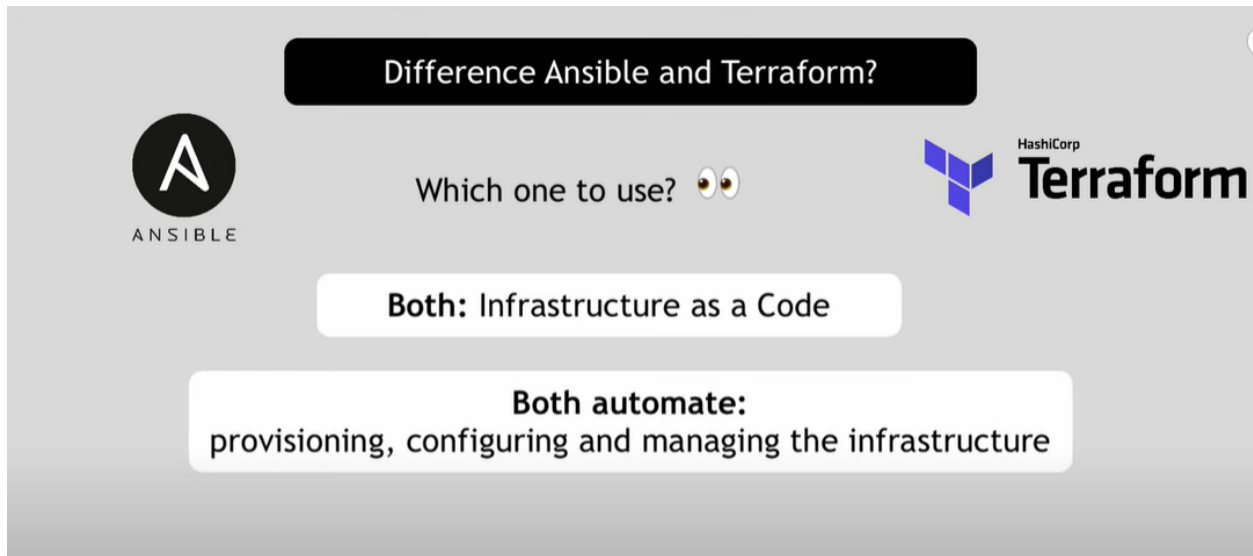 Difference Ansible and Terraform?
ANSIBLE
Which one to use? 👀
HashiCorp
Terraform
Both: Infrastructure as a Code
Both automate:
provisioning, configuring and managing the infrastructure